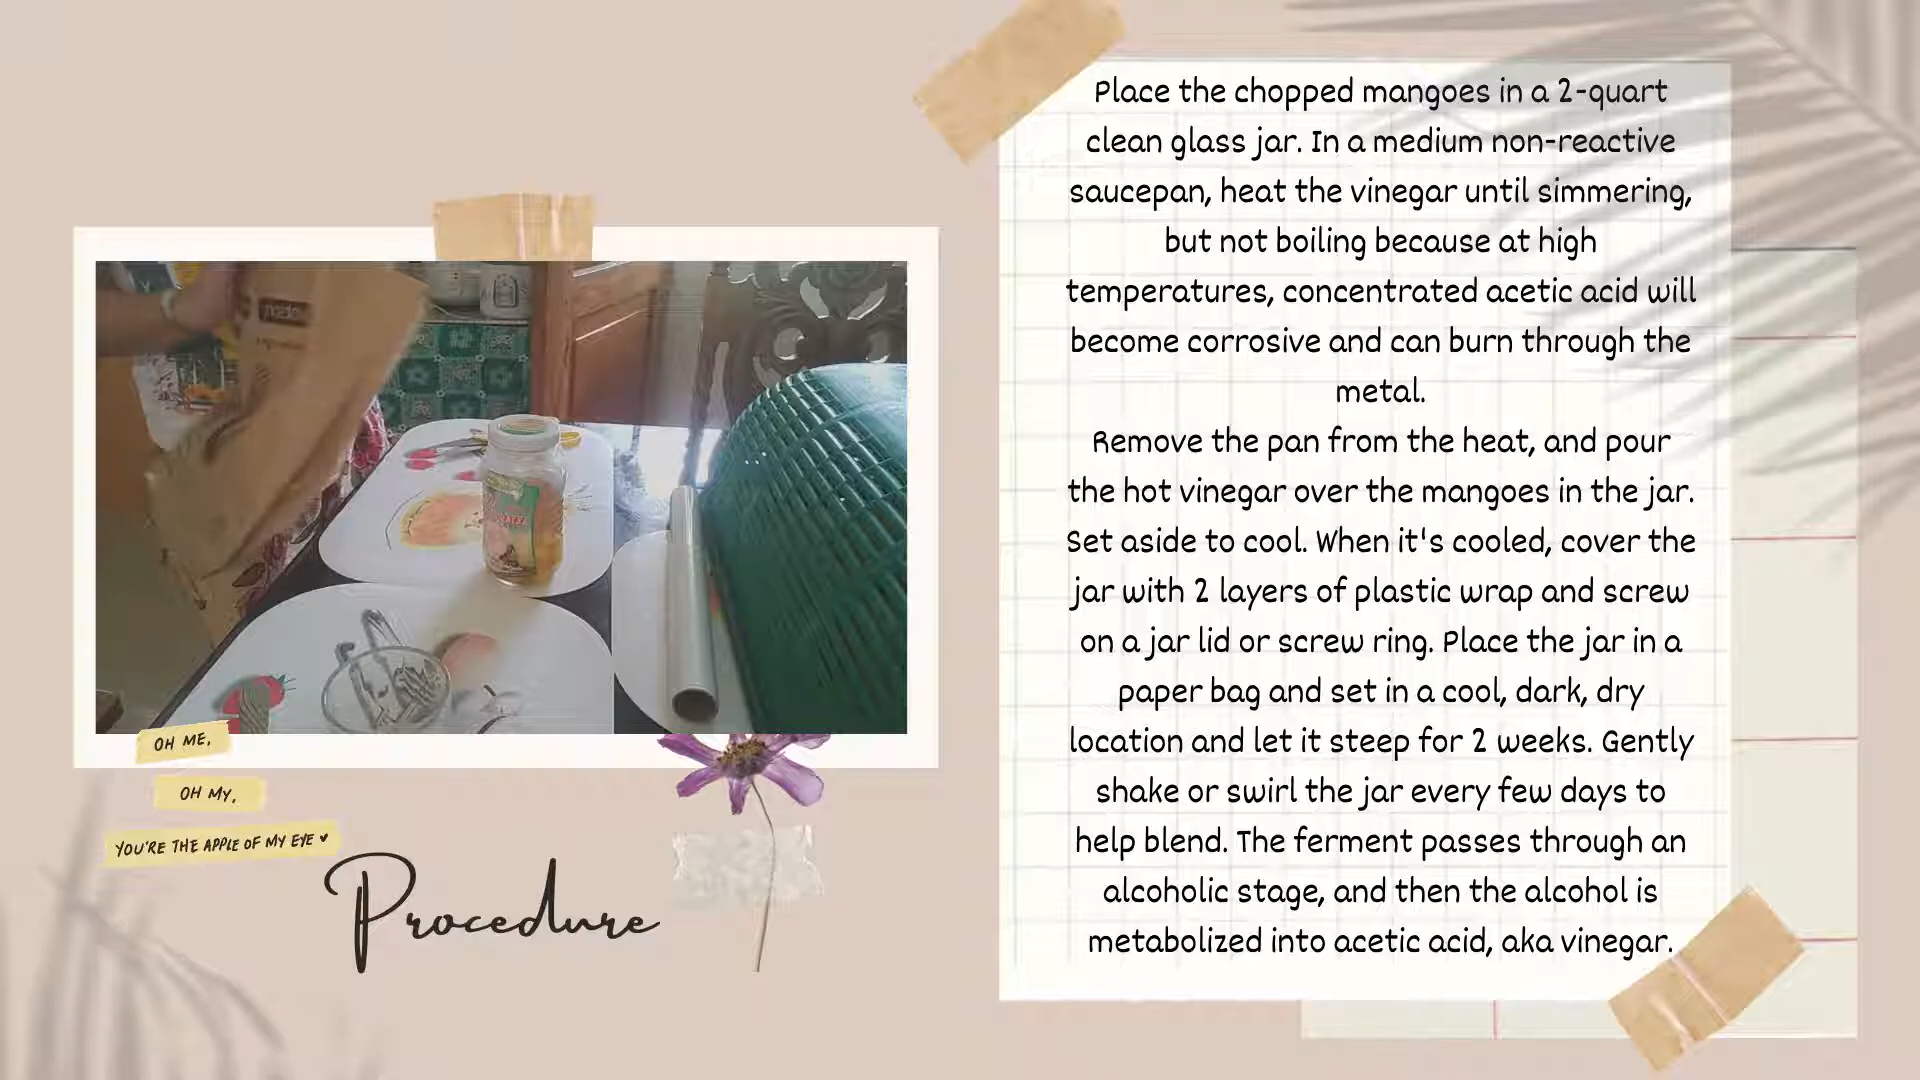 Place the chopped mangoes in a 2-quart
clean glass jar. In a medium non-reactive
saucepan, heat the vinegar until simmering,
but not boiling because at high
temperatures, concentrated acetic acid will
become corrosive and can burn through the
metal.
Remove the pan from the heat, and pour
the hot vinegar over the mangoes in the jar.
Set aside to cool. When it's cooled, cover the
jar with 2 layers of plastic wrap and screw
on a jar lid or screw ring. Place the jar in a
paper bag and set in a cool, dark, dry
location and let it steep for 2 weeks. Gently
shake or swirl the jar every few days to
help blend. The ferment passes through an
alcoholic stage, and then the alcohol is
metabolized into acetic acid, aka vinegar.
OH ME,
OH MY,
YOU'RE THE APPLE OF MY EYE ♥
Procedure